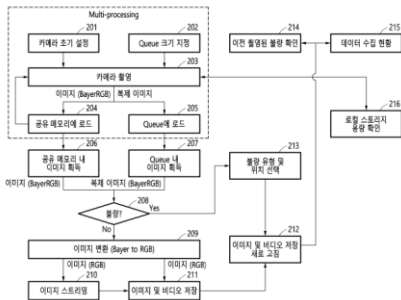 Multi-processing
201
202
카메라 초기 설정
Queue 크기 지정
203
카메라 촬영
이미지 (BayerRGB)
복제 이미지
204
205
공유 메모리에 로드
Queue에 로드
206
207
공유 메모리 내
이미지 획득
Queue 내
이미지 획득
이미지 (BayerRGB)
복제 이미지 (BayerRGB)
208
불량?
Yes
No
209
이미지 변환 (Bayer to RGB)
이미지 (RGB)
이미지 (RGB)
210
211
이미지 스트리밍
이미지 및 비디오 저장
212
이미지 및 비디오 저장
새로 고침
213
불량 유형 및
위치 선택
214
이전 촬영된 불량 확인
215
데이터 수집 현황
216
로컬 스토리지
용량 확인